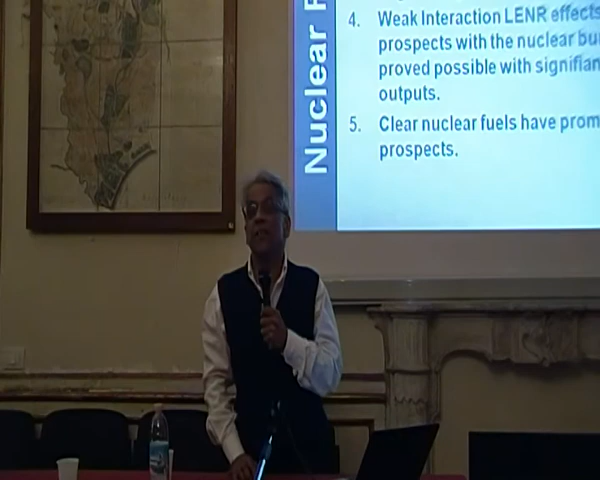 Nuclear
4. Weak Interaction LENR effects
prospects with the nuclear bu
proved possible with signifian
outputs.
5. Clear nuclear fuels have prom
prospects.